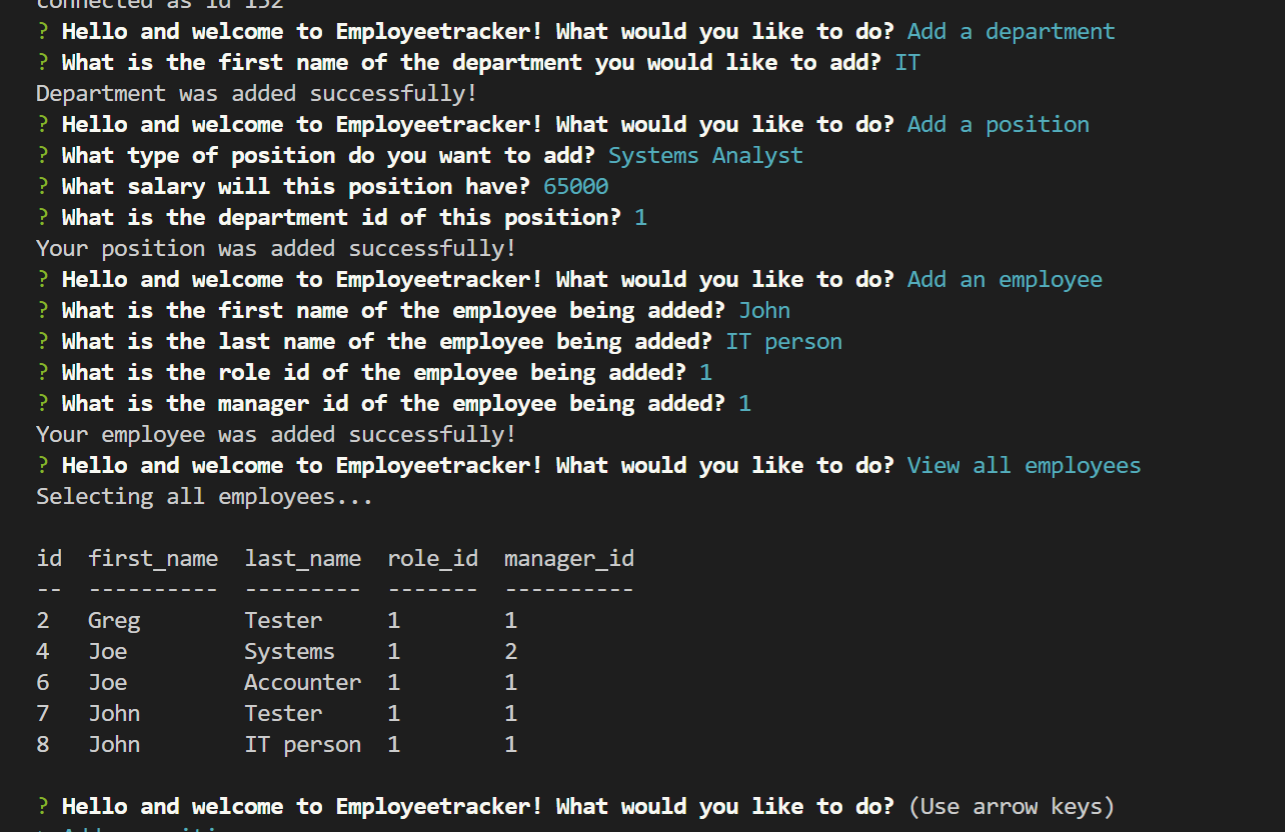 connected as id 132
? Hello and welcome to Employeetracker! What would you like to do? Add a department
? What is the first name of the department you would like to add? IT
Department was added successfully!
? Hello and welcome to Employeetracker! What would you like to do? Add a position
? What type of position do you want to add? Systems Analyst
? What salary will this position have? 65000
? What is the department id of this position? 1
Your position was added successfully!
? Hello and welcome to Employeetracker! What would you like to do? Add an employee
? What is the first name of the employee being added? John
? What is the last name of the employee being added? IT person
? What is the role id of the employee being added? 1
? What is the manager id of the employee being added? 1
Your employee was added successfully!
? Hello and welcome to Employeetracker! What would you like to do? View all employees
Selecting all employees...
id  first_name  last_name  role_id  manager_id
--  ----------  ---------  -------  ----------
2   Greg        Tester     1        1
4   Joe         Systems    1        2
6   Joe         Accounter  1        1
7   John        Tester     1        1
8   John        IT person  1        1
? Hello and welcome to Employeetracker! What would you like to do? (Use arrow keys)